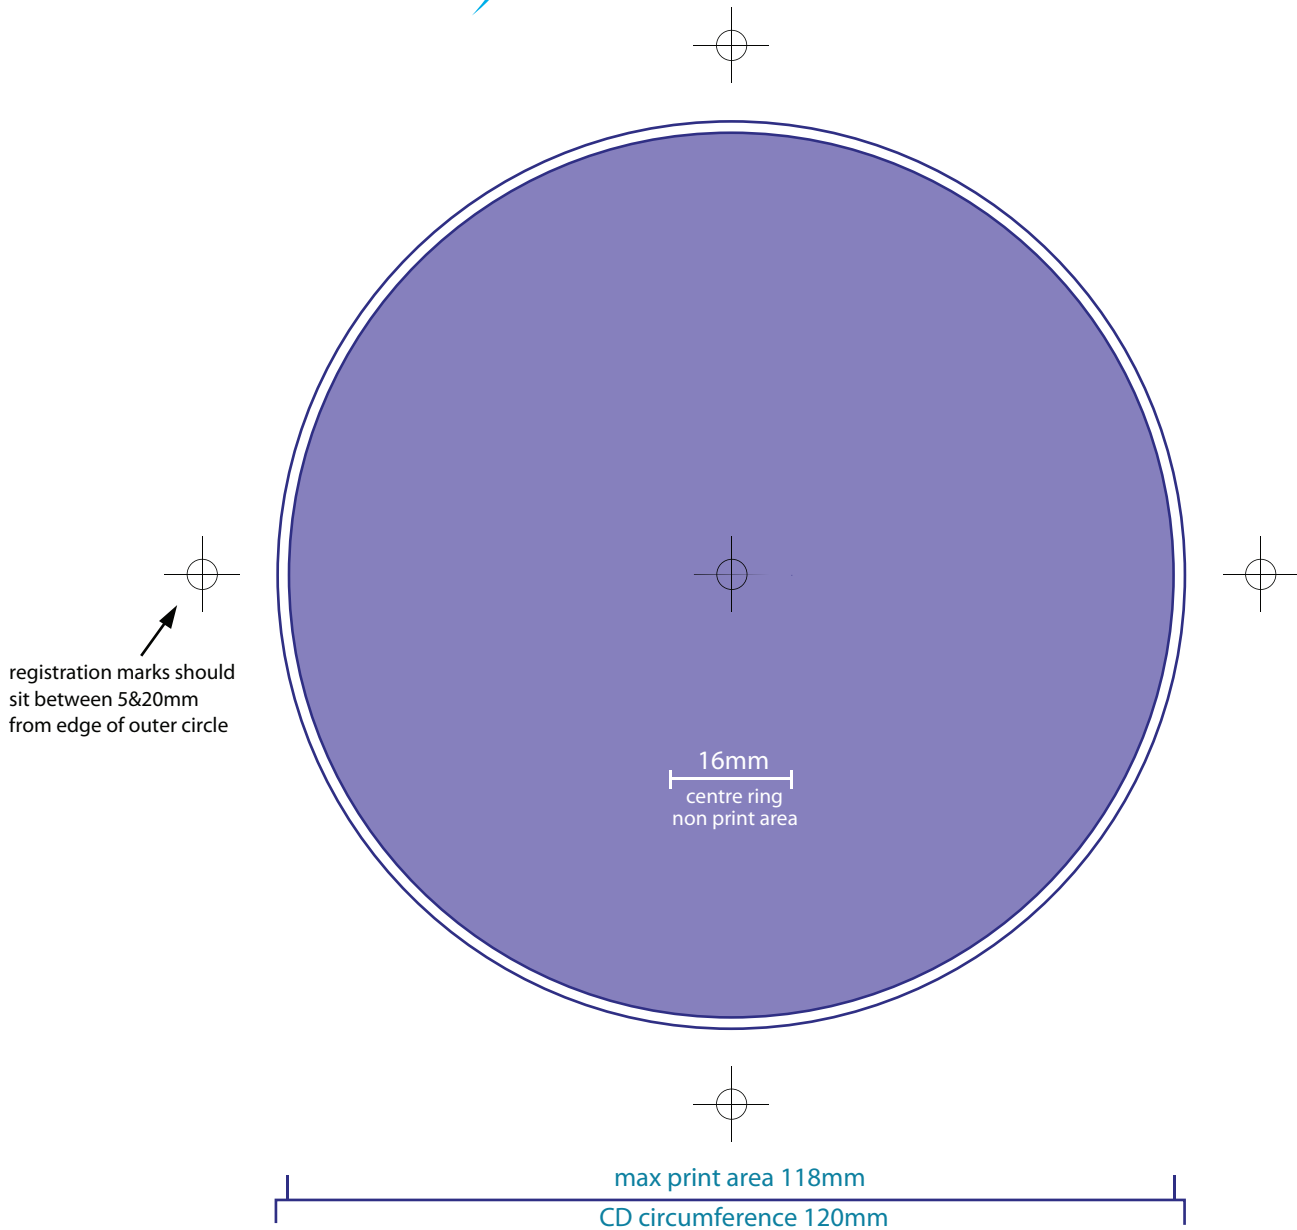 registration marks should
sit between 5&20mm
from edge of outer circle
16mm
centre ring
non print area
max print area 118mm
CD circumference 120mm